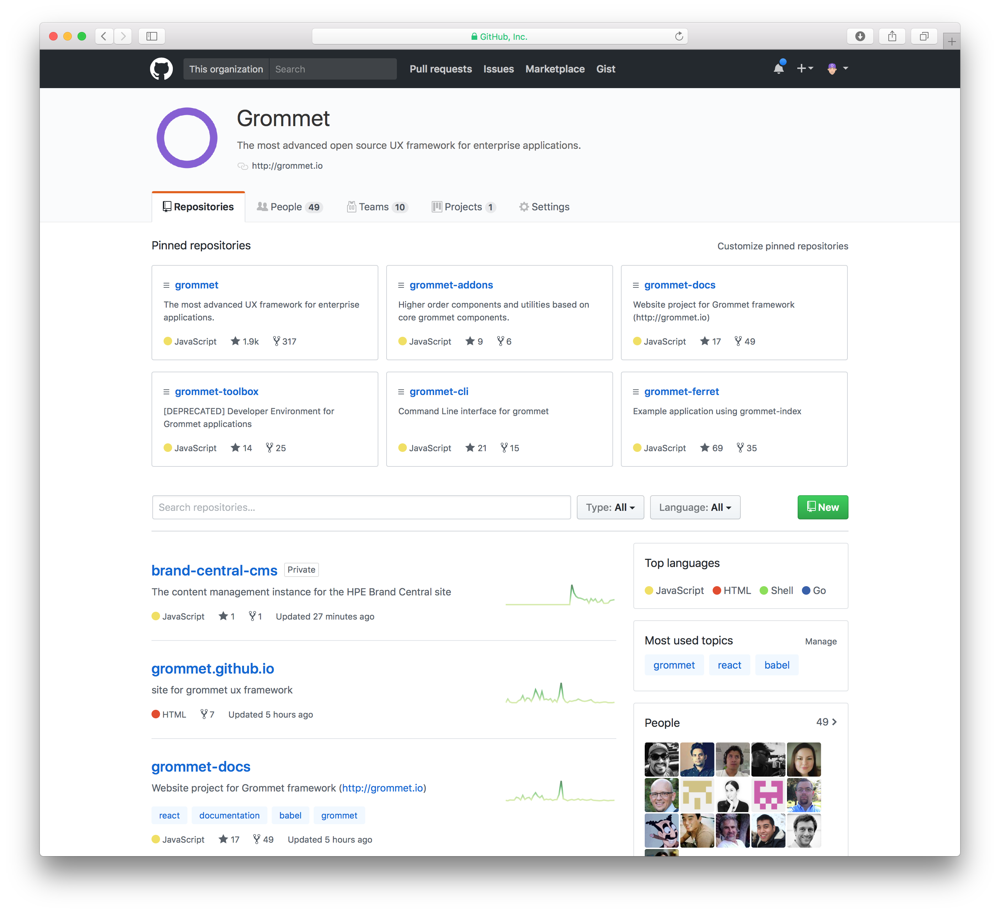 GitHub, Inc.
This organization Search Pull requests Issues Marketplace Gist
Grommet
The most advanced open source UX framework for enterprise applications.
http://grommet.io
Repositories People 49 Teams 10 Projects 1 Settings
Pinned repositories Customize pinned repositories
grommet
The most advanced UX framework for enterprise
applications.
JavaScript 1.9k 317
grommet-addons
Higher order components and utilities based on
core grommet components.
JavaScript 9 6
grommet-docs
Website project for Grommet framework
(http://grommet.io)
JavaScript 17 49
grommet-toolbox
[DEPRECATED] Developer Environment for
Grommet applications
JavaScript 14 25
grommet-cli
Command Line interface for grommet
JavaScript 21 15
grommet-ferret
Example application using grommet-index
JavaScript 69 35
Search repositories... Type: All Language: All New
brand-central-cms Private
The content management instance for the HPE Brand Central site
JavaScript 1 1 Updated 27 minutes ago
grommet.github.io
site for grommet ux framework
HTML 7 Updated 5 hours ago
grommet-docs
Website project for Grommet framework (http://grommet.io)
react documentation babel grommet
JavaScript 17 49 Updated 5 hours ago
Top languages
JavaScript HTML Shell Go
Most used topics Manage
grommet react babel
People 49